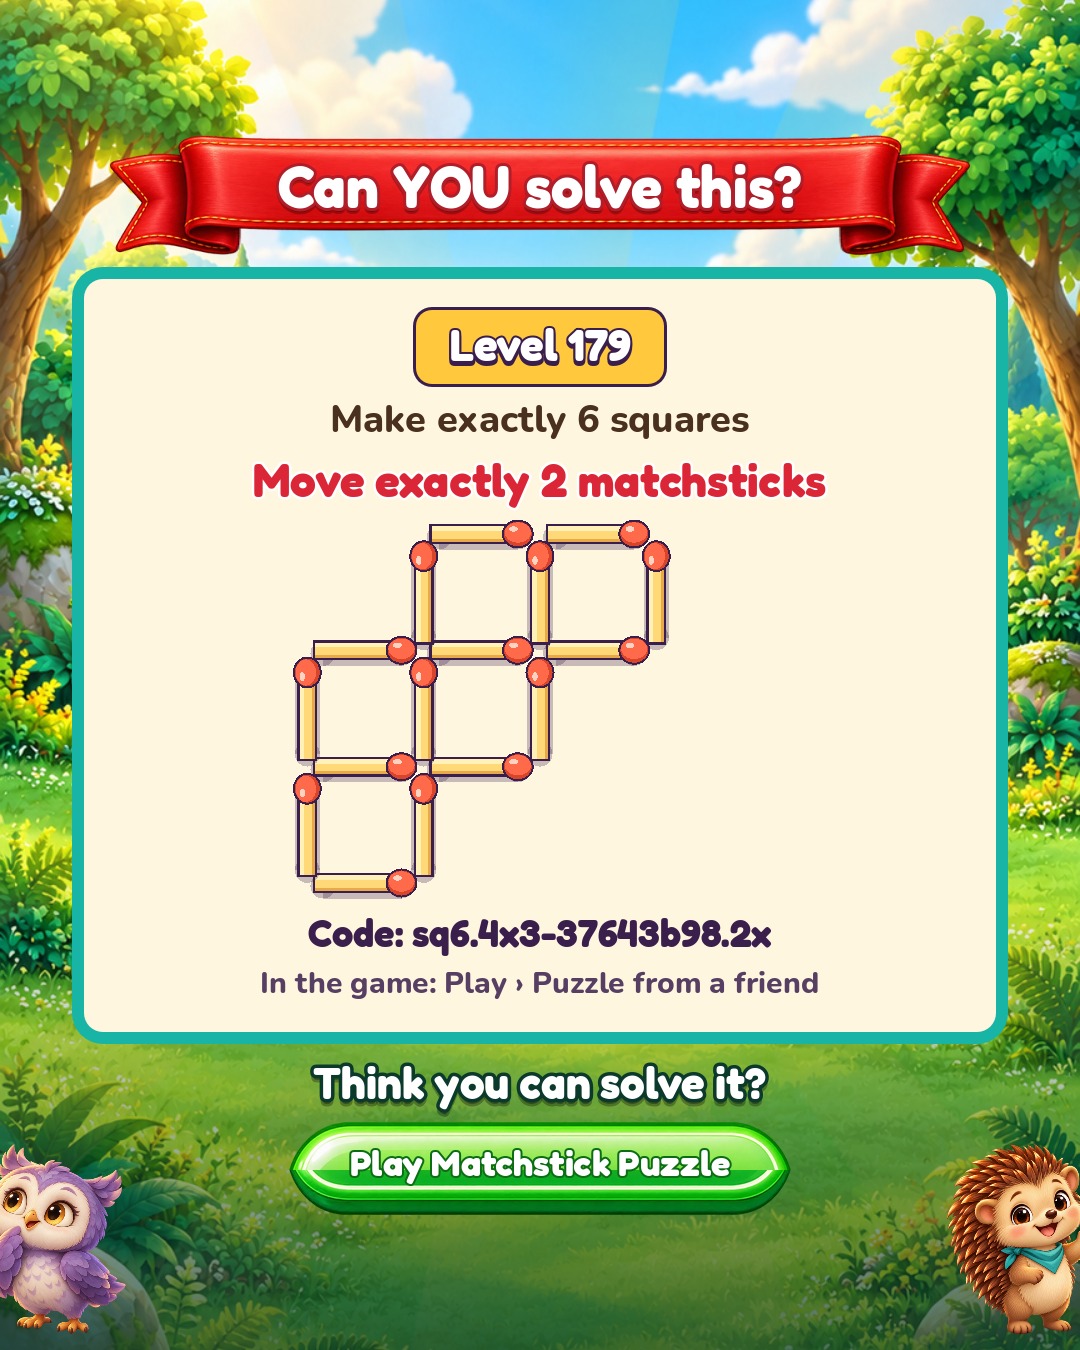 Can YOU solve this?
Level 179
Make exactly 6 squares
Move exactly 2 matchsticks
Code: sq6.4x3-37643b98.2x
In the game: Play › Puzzle from a friend
Think you can solve it?
Play Matchstick Puzzle